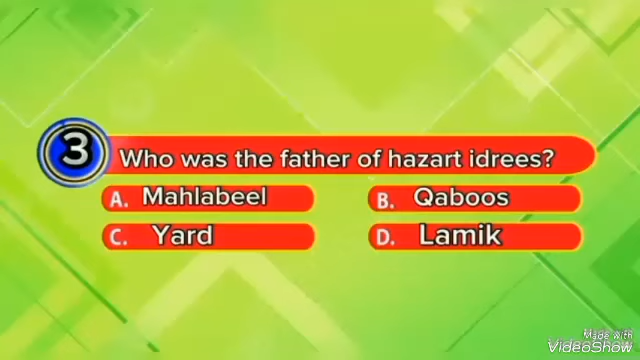 3
Who was the father of hazart idrees?
A. Mahlabeel
B. Qaboos
C. Yard
D. Lamik
Made with
VideoShow